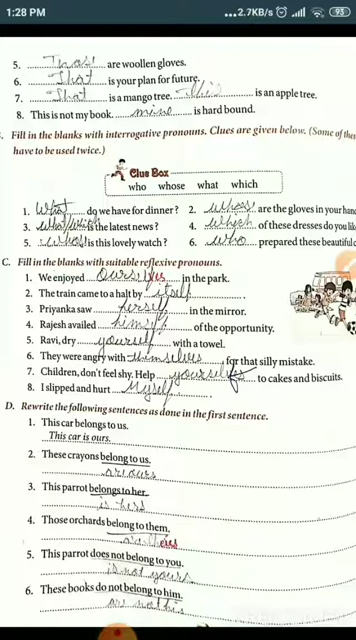 1:28 PM ...2.7KB/s 93
5. Those are woollen gloves.
6. That is your plan for future.
7. That is a mango tree. This is an apple tree.
8. This is not my book. mine is hard bound.
Fill in the blanks with interrogative pronouns. Clues are given below. (Some of them
have to be used twice.)
Clue Box
who whose what which
1. What do we have for dinner? 2. whose are the gloves in your hand
3. what/which is the latest news? 4. which of these dresses do you like
5. whose is this lovely watch? 6. who prepared these beautiful
C. Fill in the blanks with suitable reflexive pronouns.
1. We enjoyed ourselves in the park.
2. The train came to a halt by itself
3. Priyanka saw herself in the mirror.
4. Rajesh availed himself of the opportunity.
5. Ravi, dry yourself with a towel.
6. They were angry with themselves, for that silly mistake.
7. Children, don't feel shy. Help yourselves to cakes and biscuits.
8. I slipped and hurt Myself
D. Rewrite the following sentences as done in the first sentence.
1. This car belongs to us.
This car is ours.
2. These crayons belong to us.
are ours
3. This parrot belongs to her.
is hers
4. Those orchards belong to them.
are theirs
5. This parrot does not belong to you.
is not yours
6. These books do not belong to him.
are not his